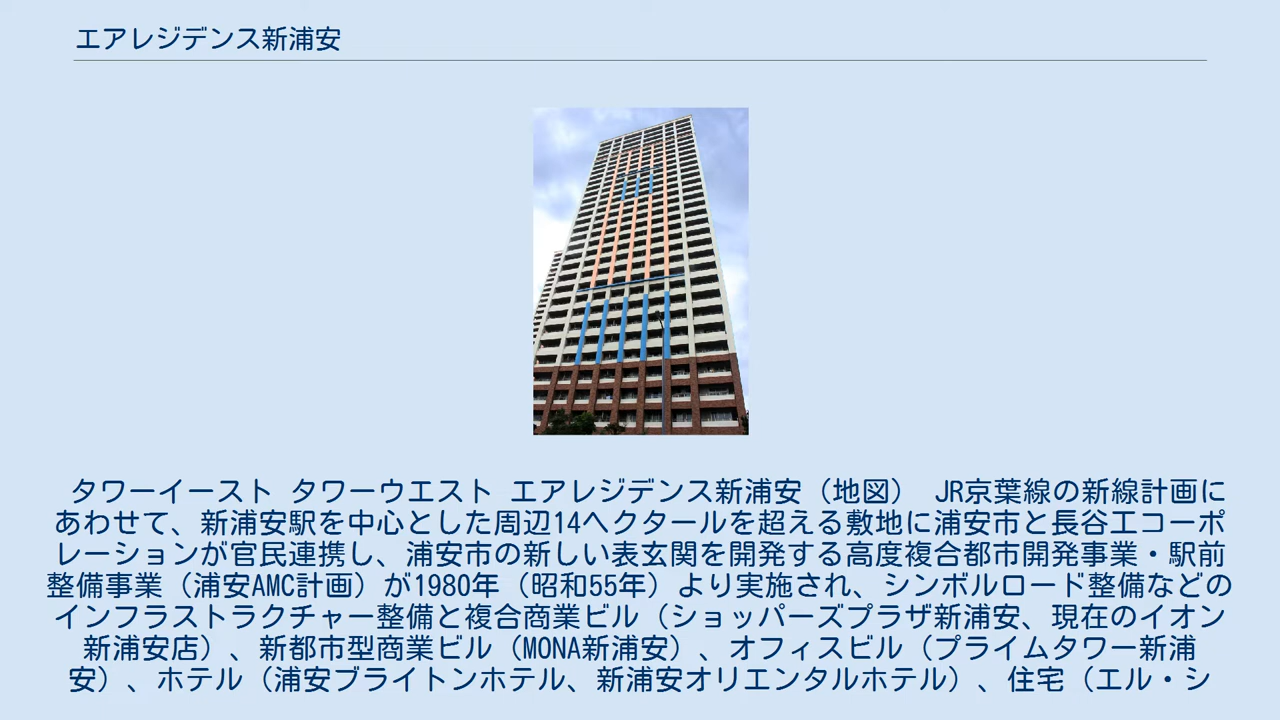 エアレジデンス新浦安
タワーイースト タワーウエスト エアレジデンス新浦安（地図） JR京葉線の新線計画に
あわせて、新浦安駅を中心とした周辺14ヘクタールを超える敷地に浦安市と長谷工コーポ
レーションが官民連携し、浦安市の新しい表玄関を開発する高度複合都市開発事業・駅前
整備事業（浦安AMC計画）が1980年（昭和55年）より実施され、シンボルロード整備などの
インフラストラクチャー整備と複合商業ビル（ショッパーズプラザ新浦安、現在のイオン
新浦安店）、新都市型商業ビル（MONA新浦安）、オフィスビル（プライムタワー新浦
安）、ホテル（浦安ブライトンホテル、新浦安オリエンタルホテル）、住宅（エル・シ